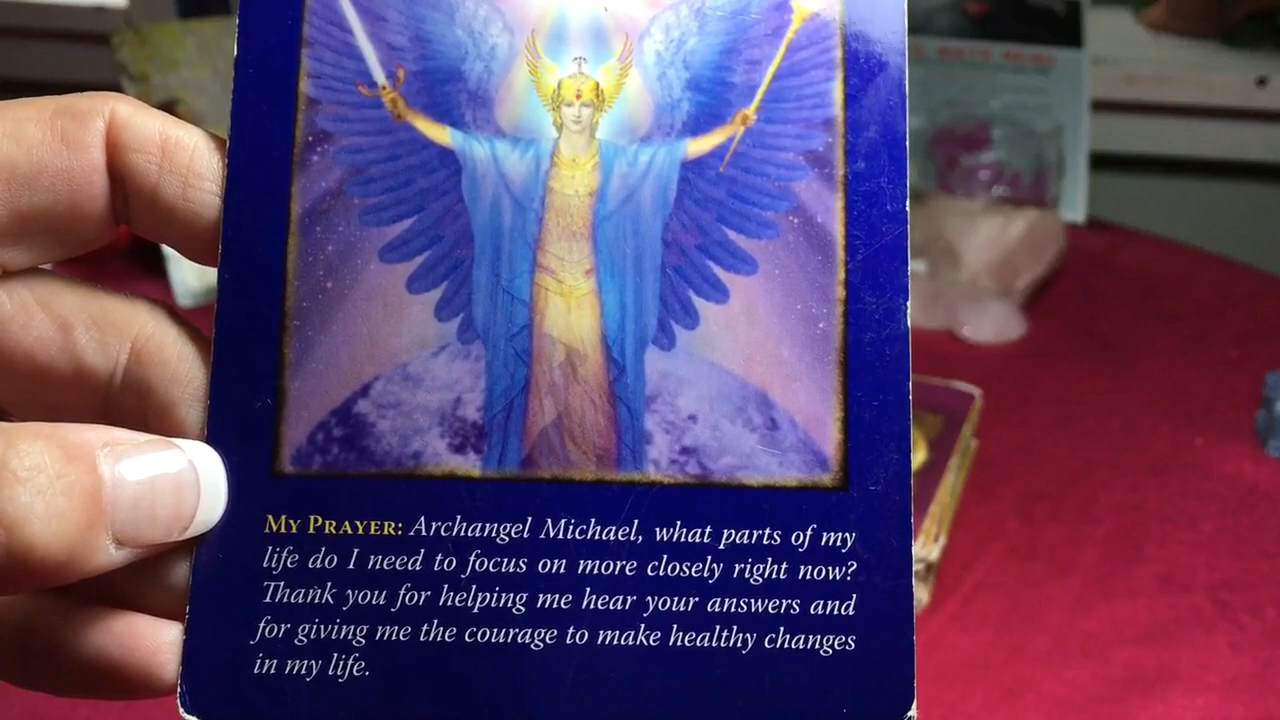 MY PRAYER: Archangel Michael, what parts of my
life do I need to focus on more closely right now?
Thank you for helping me hear your answers and
for giving me the courage to make healthy changes
in my life.